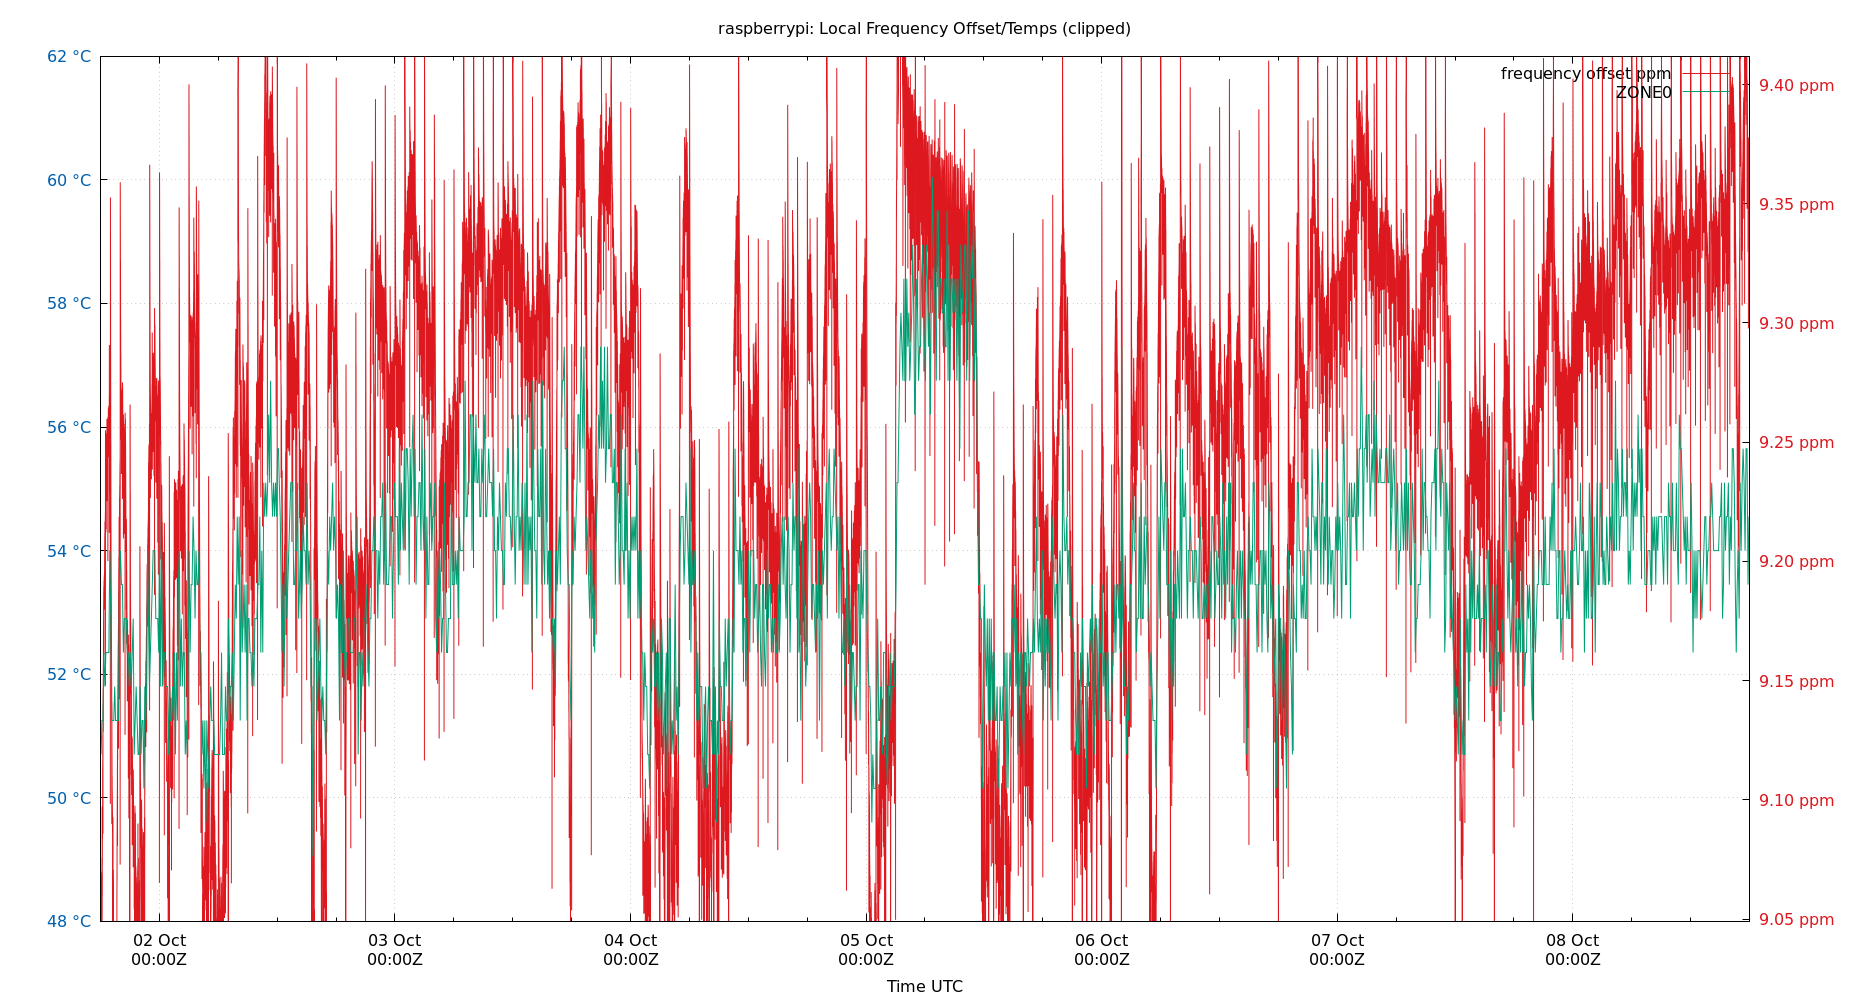 raspberrypi: Local Frequency Offset/Temps (clipped)
62 °C
60 °C
58 °C
56 °C
54 °C
52 °C
50 °C
48 °C
frequency offset ppm
ZONE0
9.40 ppm
9.35 ppm
9.30 ppm
9.25 ppm
9.20 ppm
9.15 ppm
9.10 ppm
9.05 ppm
02 Oct
00:00Z
03 Oct
00:00Z
04 Oct
00:00Z
05 Oct
00:00Z
06 Oct
00:00Z
07 Oct
00:00Z
08 Oct
00:00Z
Time UTC